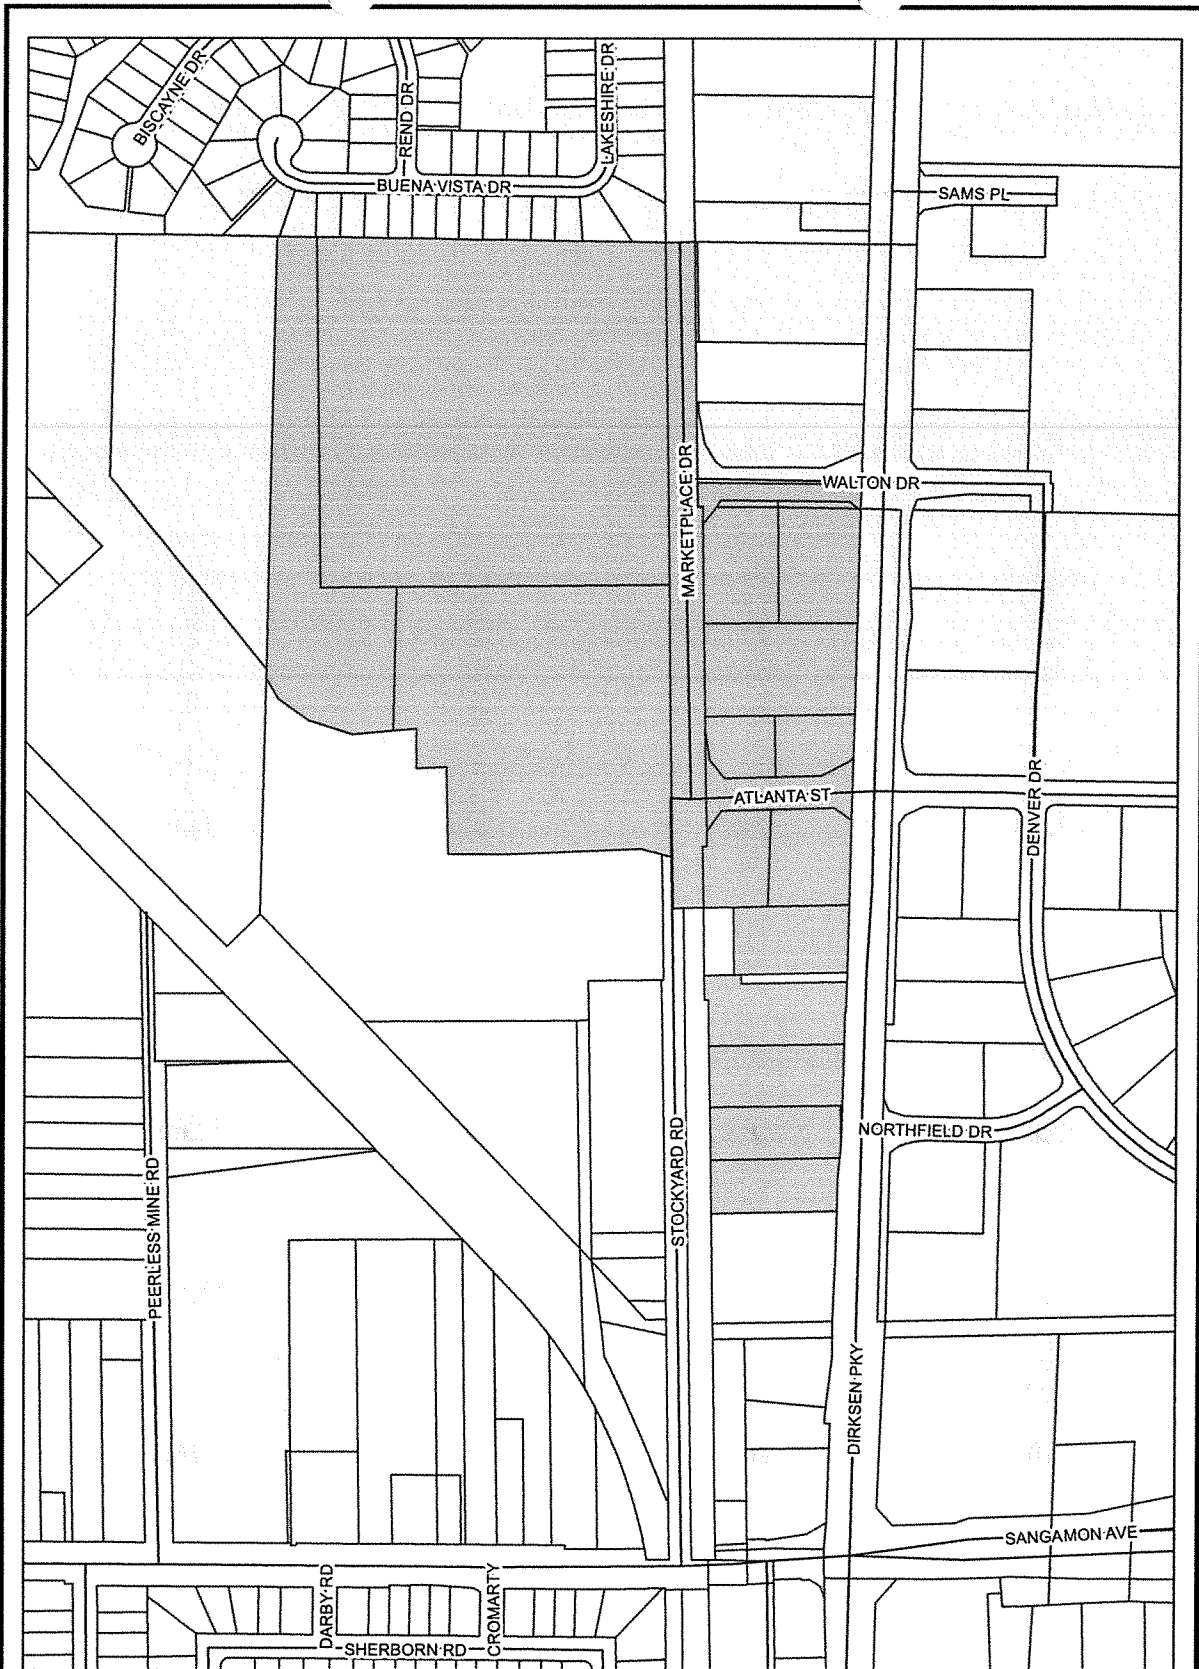 BISCAYNE DR
REND DR
LAKESHIRE DR
BUENA VISTA DR
SAMS PL
MARKETPLACE DR
WALTON DR
ATLANTA ST
DENVER DR
NORTHFIELD DR
STOCKYARD RD
PEERLESS MINE RD
DIRKSEN PKY
SANGAMON AVE
DARBY RD
CROMARTY
SHERBORN RD